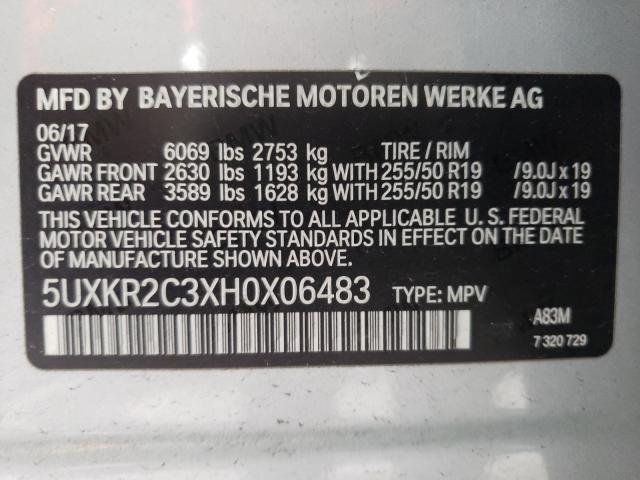 MFD BY BAYERISCHE MOTOREN WERKE AG
06/17
GVWR 6069 lbs 2753 kg TIRE / RIM
GAWR FRONT 2630 lbs 1193 kg WITH 255/50 R19 /9.0J x 19
GAWR REAR 3589 lbs 1628 kg WITH 255/50 R19 /9.0J x 19
THIS VEHICLE CONFORMS TO ALL APPLICABLE U.S. FEDERAL
MOTOR VEHICLE SAFETY STANDARDS IN EFFECT ON THE DATE
OF MANUFACTURE SHOWN ABOVE.
5UXKR2C3XH0X06483 TYPE: MPV
A83M
7 320 729